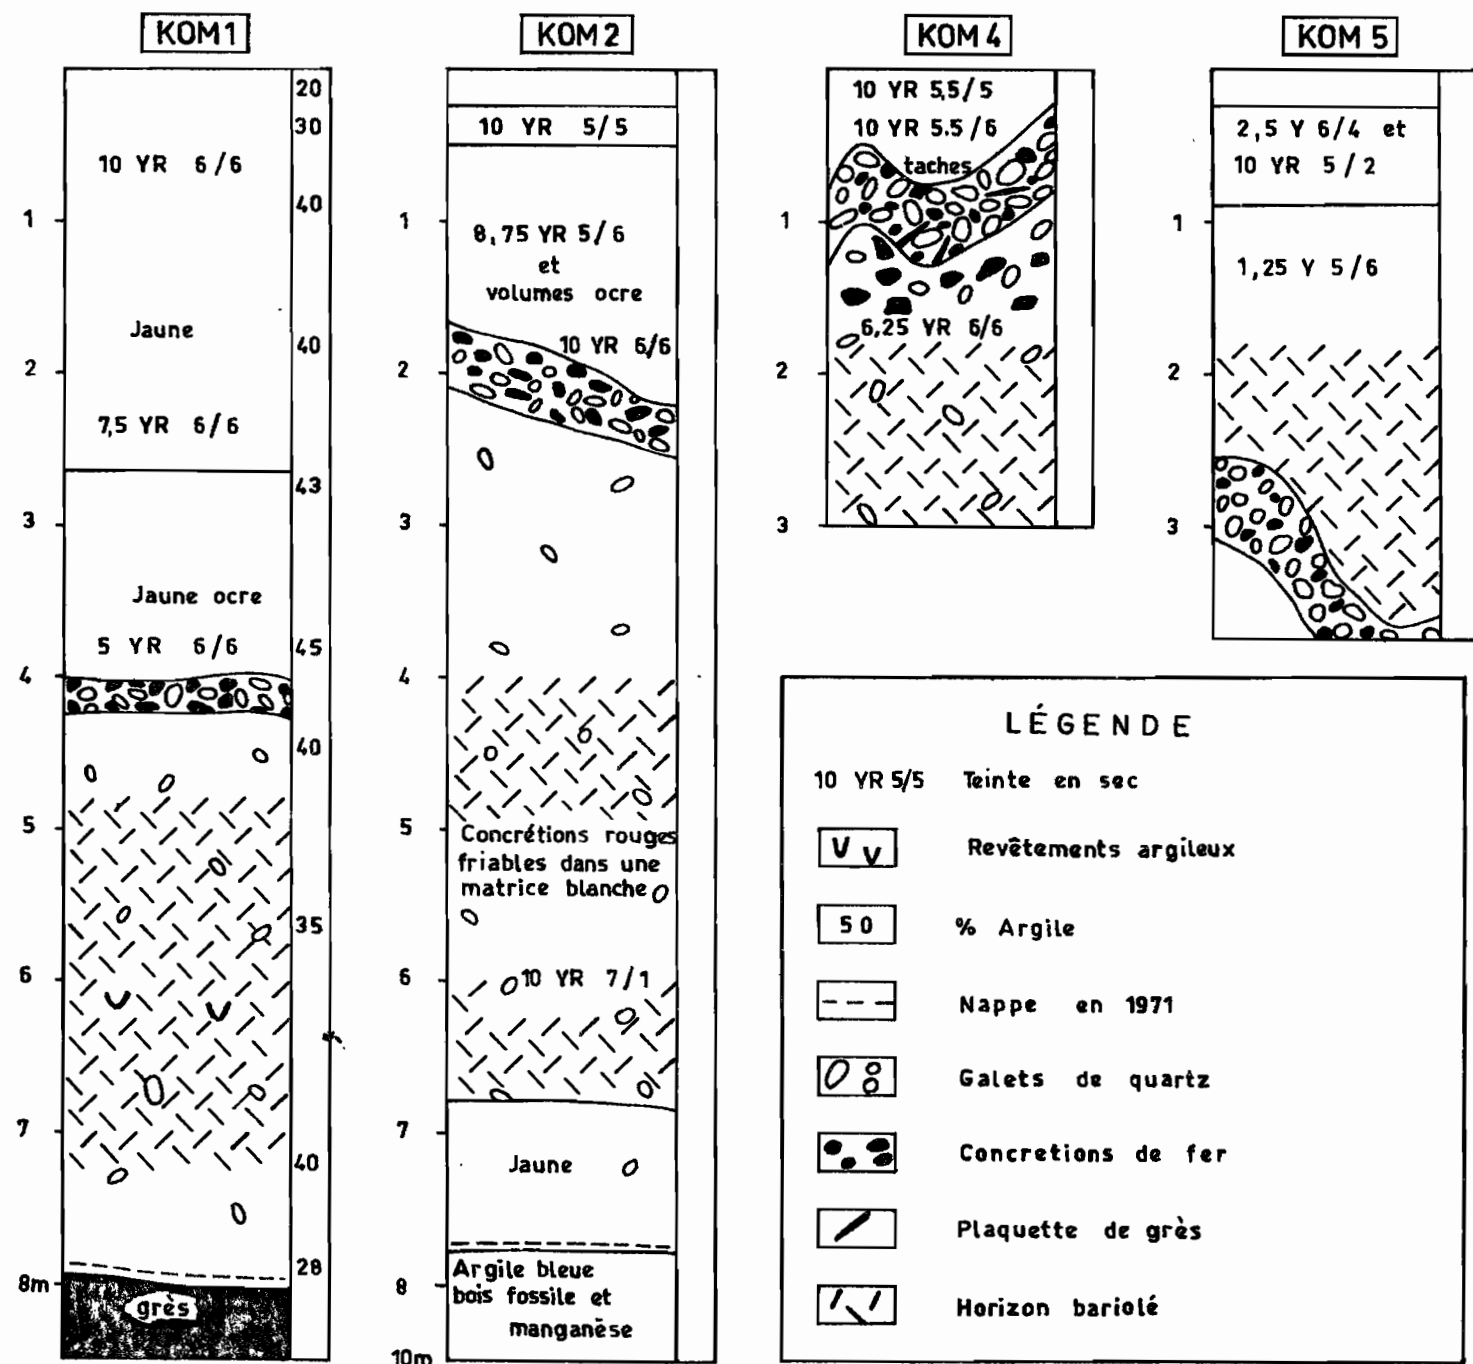 KOM1
20
30
10 YR 6/6
40
1
Jaune
40
2
7,5 YR 6/6
43
3
Jaune ocre
5 YR 6/6
45
4
40
5
35
6
7
40
28
8m
grès
KOM 2
10 YR 5/5
1
8,75 YR 5/6
et
volumes ocre
10 YR 6/6
2
3
4
5
Concrétions rouges
friables dans une
matrice blanche
6
10 YR 7/1
7
Jaune
8
Argile bleue
bois fossile et
manganèse
10m
KOM 4
10 YR 5,5/5
10 YR 5.5/6
taches
1
6,25 YR 6/6
2
3
KOM 5
2,5 Y 6/4 et
10 YR 5/2
1
1,25 Y 5/6
2
3
LÉGENDE
10 YR 5/5 Teinte en sec
Revêtements argileux
50 % Argile
Nappe en 1971
Galets de quartz
Concretions de fer
Plaquette de grès
Horizon bariolé